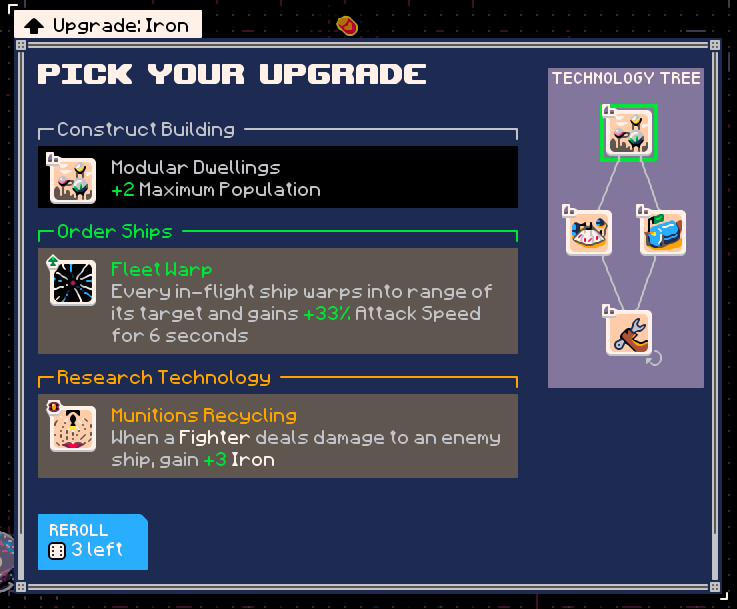 Upgrade: Iron
PICK YOUR UPGRADE
TECHNOLOGY TREE
Construct Building
Modular Dwellings
+2 Maximum Population
Order Ships
Fleet Warp
Every in-flight ship warps into range of
its target and gains +33% Attack Speed
for 6 seconds
Research Technology
Munitions Recycling
When a Fighter deals damage to an enemy
ship, gain +3 Iron
REROLL
3 left